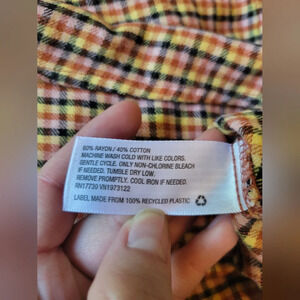 60% RAYON / 40% COTTON
MACHINE WASH COLD WITH LIKE COLORS.
GENTLE CYCLE. ONLY NON-CHLORINE BLEACH
IF NEEDED. TUMBLE DRY LOW.
REMOVE PROMPTLY. COOL IRON IF NEEDED.
RN17730 VN1973122
LABEL MADE FROM 100% RECYCLED PLASTIC